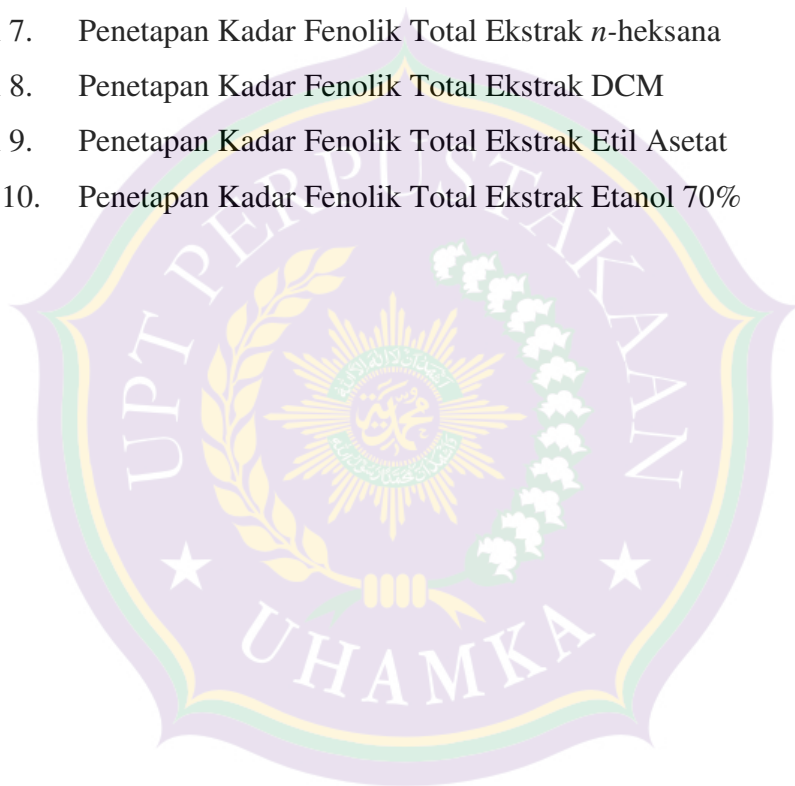 7. Penetapan Kadar Fenolik Total Ekstrak n-heksana
8. Penetapan Kadar Fenolik Total Ekstrak DCM
9. Penetapan Kadar Fenolik Total Ekstrak Etil Asetat
10. Penetapan Kadar Fenolik Total Ekstrak Etanol 70%
UPT PERPUSTAKAAN
UHAMKA